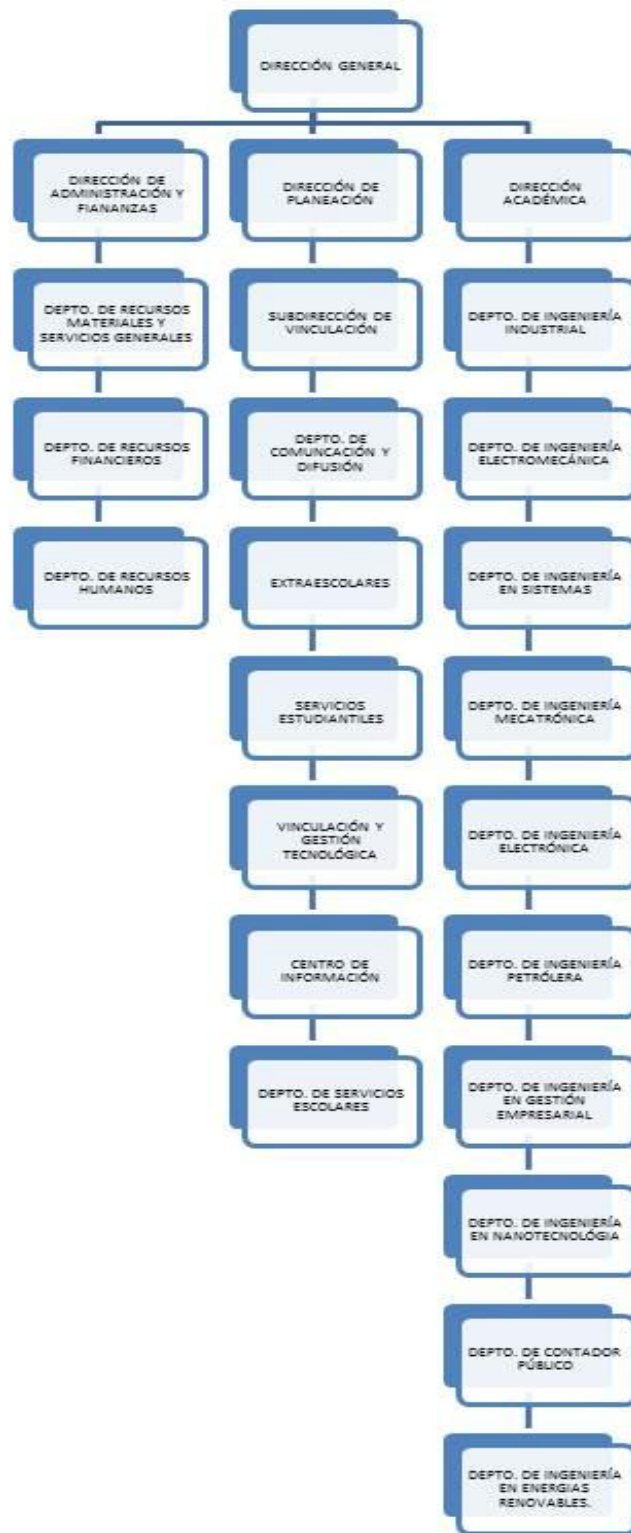 DIRECCIÓN GENERAL
DIRECCIÓN DE
ADMINISTRACIÓN Y
FIANANZAS
DEPTO. DE RECURSOS
MATERIALES Y
SERVICIOS GENERALES
DEPTO. DE RECURSOS
FINANCIEROS
DEPTO. DE RECURSOS
HUMANOS
DIRECCIÓN DE
PLANEACIÓN
SUBDIRECCIÓN DE
VINCULACIÓN
DEPTO. DE
COMUNCACIÓN Y
DIFUSIÓN
EXTRAESCOLARES
SERVICIOS
ESTUDIANTILES
VINCULACIÓN Y
GESTIÓN
TECNOLÓGICA
CENTRO DE
INFORMACIÓN
DEPTO. DE SERVICIOS
ESCOLARES
DIRECCIÓN
ACADÉMICA
DEPTO. DE INGENIERÍA
INDUSTRIAL
DEPTO. DE INGENIERÍA
ELECTROMECÁNICA
DEPTO. DE INGENIERÍA
EN SISTEMAS
DEPTO. DE INGENIERÍA
MECATRÓNICA
DEPTO. DE INGENIERÍA
ELECTRÓNICA
DEPTO. DE INGENIERÍA
PETRÓLERA
DEPTO. DE INGENIERÍA
EN GESTIÓN
EMPRESARIAL
DEPTO. DE INGENIERÍA
EN NANOTECNOLÓGIA
DEPTO. DE CONTADOR
PÚBLICO
DEPTO. DE INGENIERÍA
EN ENERGIAS
RENOVABLES.